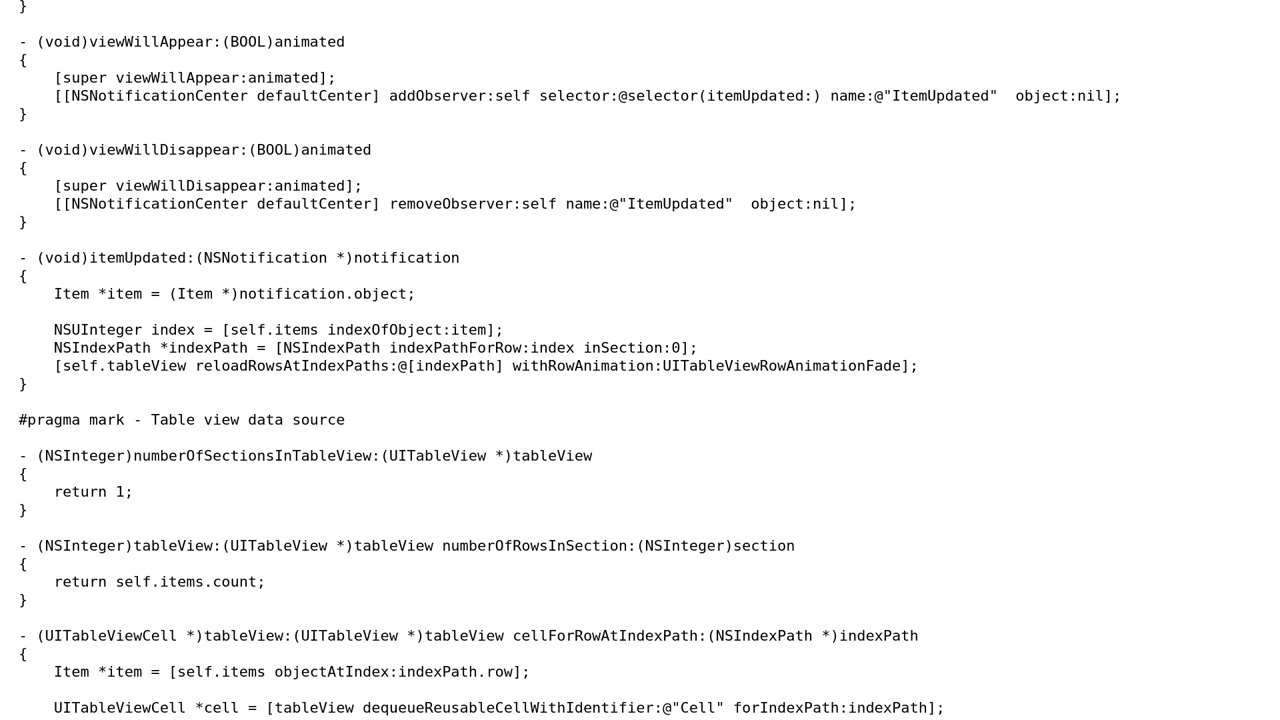 }

- (void)viewWillAppear:(BOOL)animated
{
    [super viewWillAppear:animated];
    [[NSNotificationCenter defaultCenter] addObserver:self selector:@selector(itemUpdated:) name:@"ItemUpdated"  object:nil];
}

- (void)viewWillDisappear:(BOOL)animated
{
    [super viewWillDisappear:animated];
    [[NSNotificationCenter defaultCenter] removeObserver:self name:@"ItemUpdated"  object:nil];
}

- (void)itemUpdated:(NSNotification *)notification
{
    Item *item = (Item *)notification.object;

    NSUInteger index = [self.items indexOfObject:item];
    NSIndexPath *indexPath = [NSIndexPath indexPathForRow:index inSection:0];
    [self.tableView reloadRowsAtIndexPaths:@[indexPath] withRowAnimation:UITableViewRowAnimationFade];
}

#pragma mark - Table view data source

- (NSInteger)numberOfSectionsInTableView:(UITableView *)tableView
{
    return 1;
}

- (NSInteger)tableView:(UITableView *)tableView numberOfRowsInSection:(NSInteger)section
{
    return self.items.count;
}

- (UITableViewCell *)tableView:(UITableView *)tableView cellForRowAtIndexPath:(NSIndexPath *)indexPath
{
    Item *item = [self.items objectAtIndex:indexPath.row];

    UITableViewCell *cell = [tableView dequeueReusableCellWithIdentifier:@"Cell" forIndexPath:indexPath];